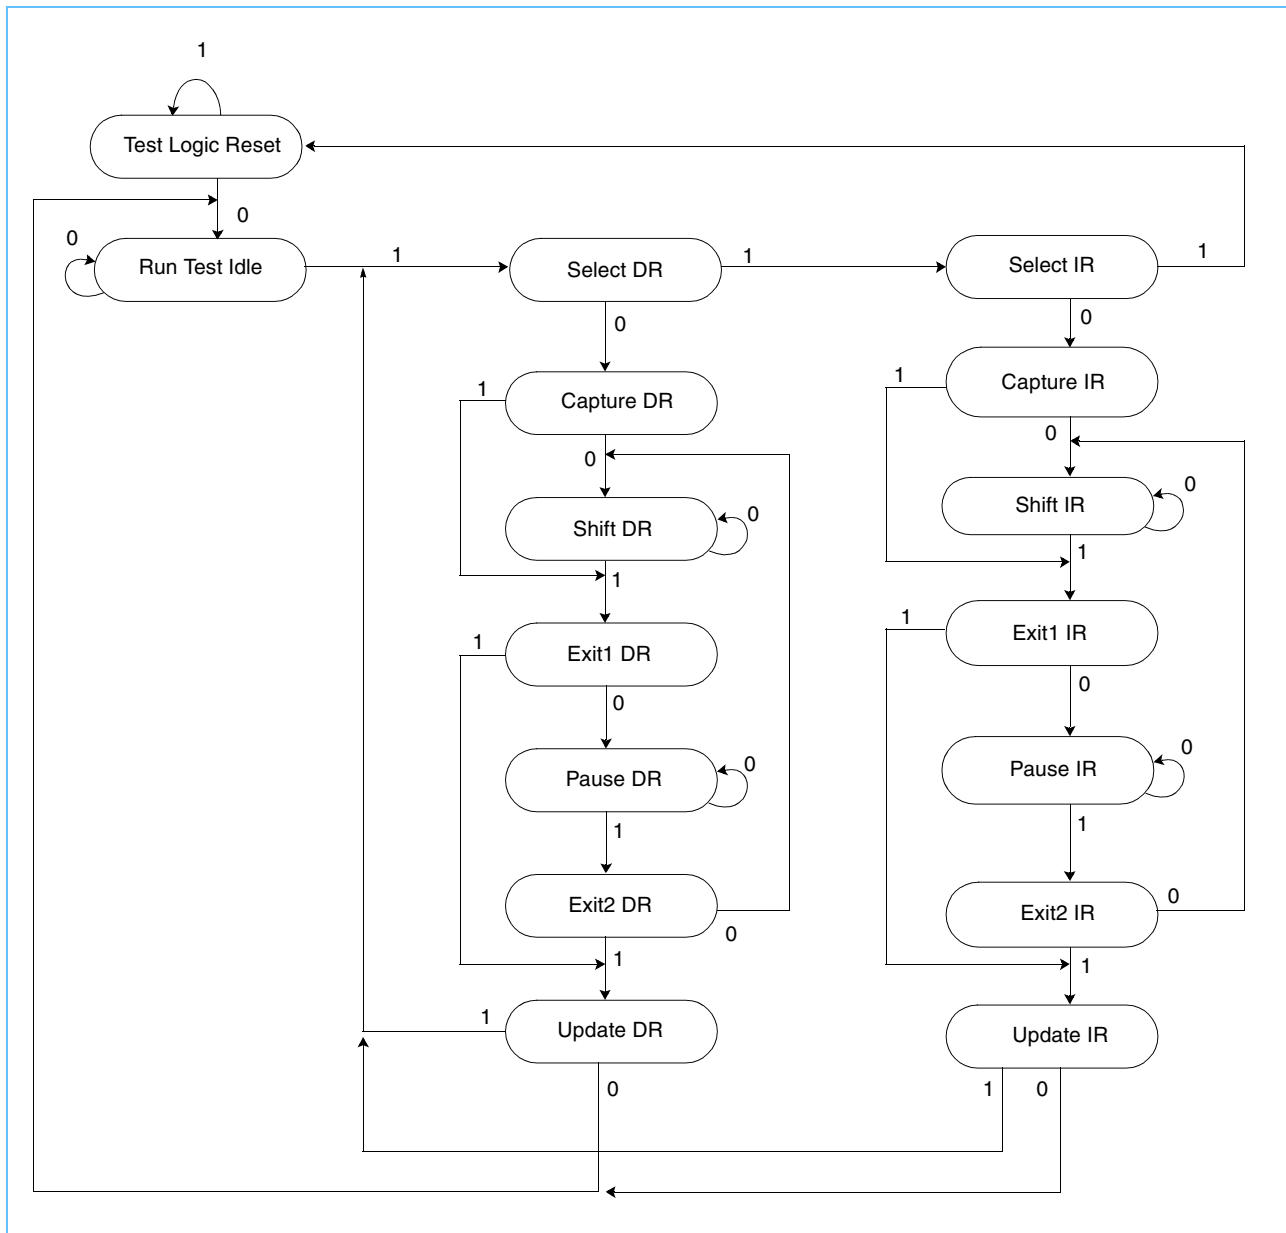 1
Test Logic Reset
0
0
Run Test Idle
1
Select DR
1
Select IR
1
0
0
1
Capture DR
1
Capture IR
0
0
Shift DR
0
Shift IR
0
1
1
1
Exit1 DR
1
Exit1 IR
0
0
Pause DR
0
Pause IR
0
1
1
Exit2 DR
0
Exit2 IR
0
1
1
1
Update DR
Update IR
0
1
0